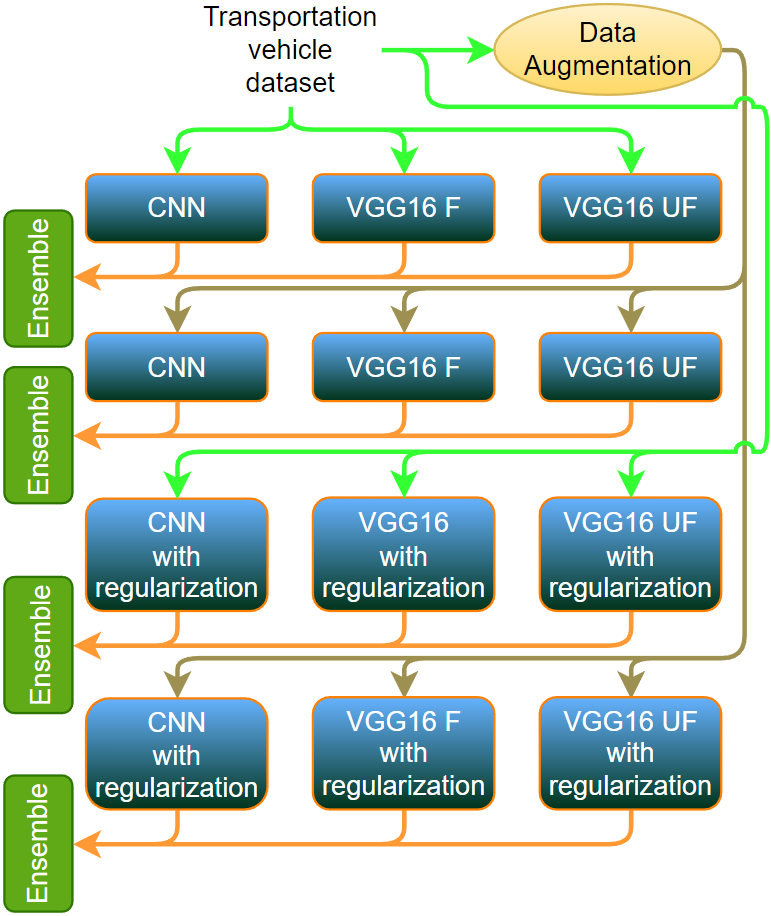 Transportation
vehicle
dataset
Data
Augmentation
CNN
VGG16 F
VGG16 UF
Ensemble
CNN
VGG16 F
VGG16 UF
Ensemble
CNN
with
regularization
VGG16
with
regularization
VGG16 UF
with
regularization
Ensemble
CNN
with
regularization
VGG16 F
with
regularization
VGG16 UF
with
regularization
Ensemble